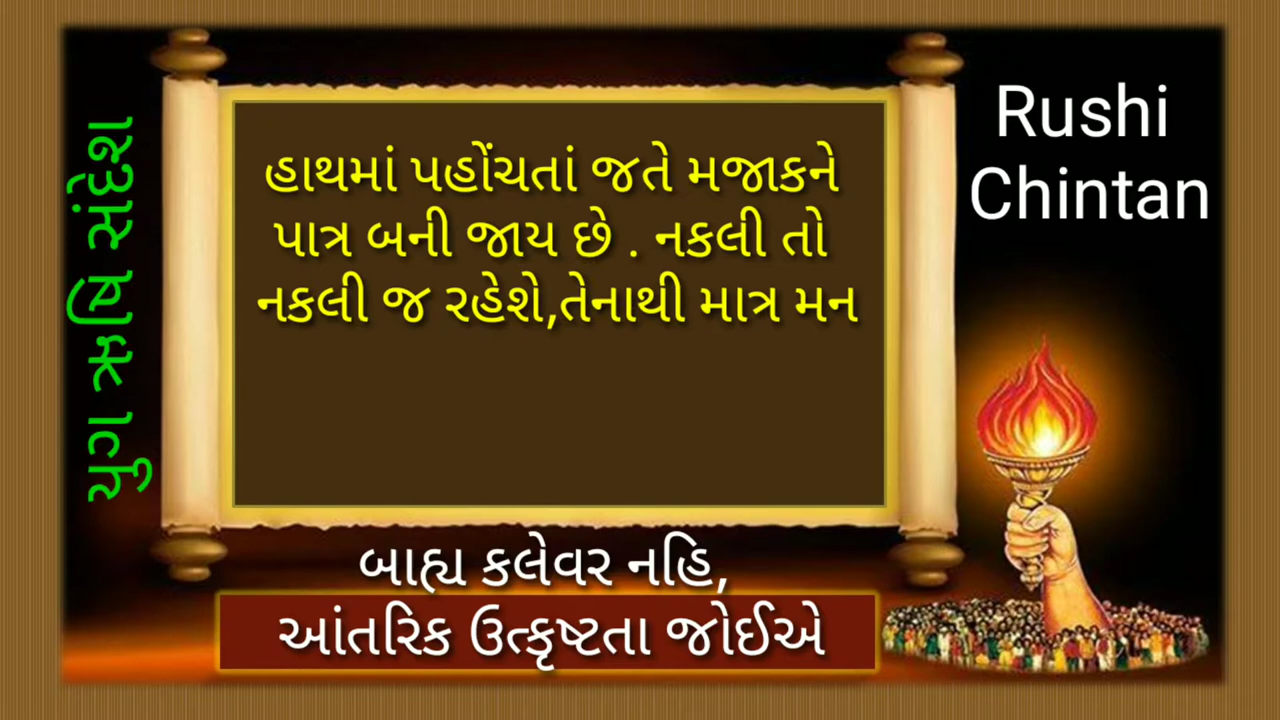 યુગ ઋષિ સંદેશ
હાથમાં પહોંચતાં જતે મજાકને
પાત્ર બની જાય છે . નકલી તો
નકલી જ રહેશે,તેનાથી માત્ર મન
Rushi
Chintan
બાહ્ય કલેવર નહિ,
આંતરિક ઉત્કૃષ્ટતા જોઈએ